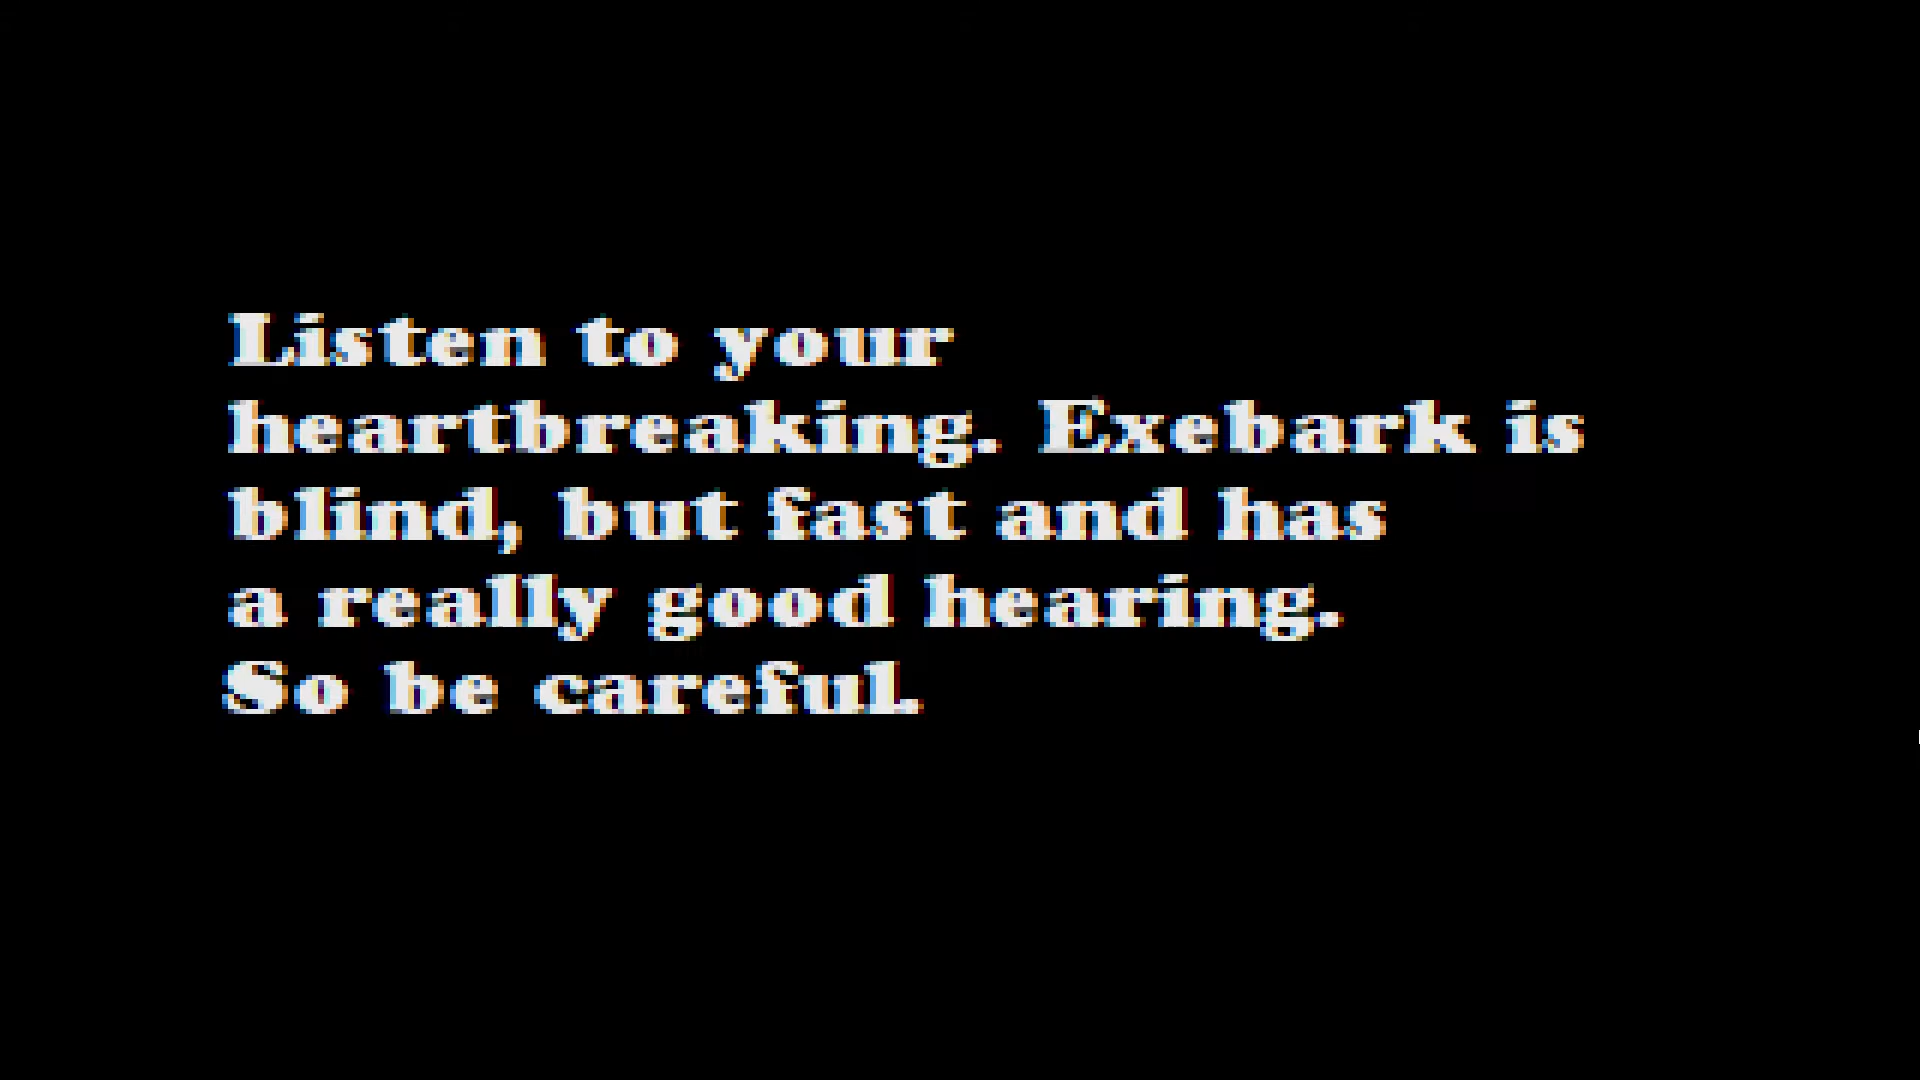 Listen to your
heartbreaking. Exebark is
blind, but fast and has
a really good hearing.
So be careful.